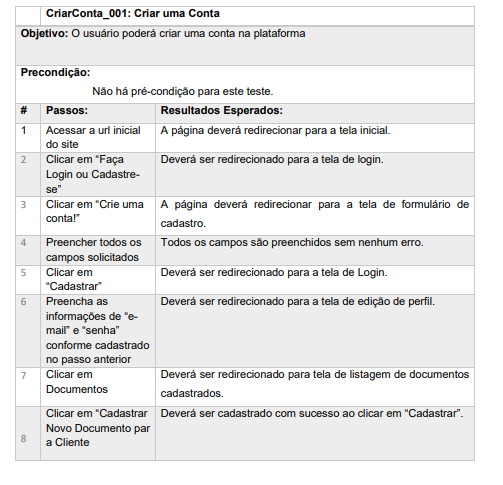 CriarConta_001: Criar uma Conta
Objetivo: O usuário poderá criar uma conta na plataforma
Precondição:
Não há pré-condição para este teste.
# Passos: Resultados Esperados:
1 Acessar a url inicial A página deverá redirecionar para a tela inicial.
do site
2 Clicar em “Faça Deverá ser redirecionado para a tela de login.
Login ou Cadastre-
se”
3 Clicar em “Crie uma A página deverá redirecionar para a tela de formulário de
conta!” cadastro.
4 Preencher todos os Todos os campos são preenchidos sem nenhum erro.
campos solicitados
5 Clicar em Deverá ser redirecionado para a tela de Login.
“Cadastrar”
6 Preencha as Deverá ser redirecionado para a tela de edição de perfil.
informações de “e-
mail” e “senha”
conforme cadastrado
no passo anterior
7 Clicar em Deverá ser redirecionado para tela de listagem de documentos
Documentos cadastrados.
8 Clicar em “Cadastrar Deverá ser cadastrado com sucesso ao clicar em “Cadastrar”.
Novo Documento par
a Cliente